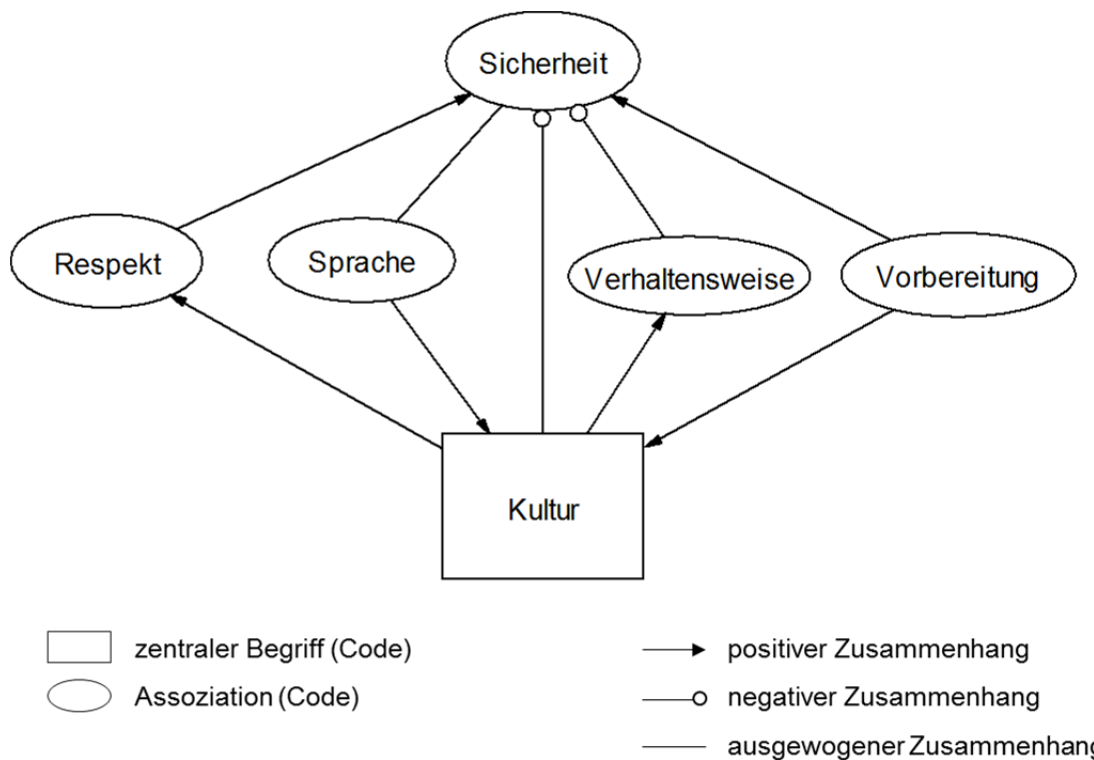 Sicherheit
Respekt
Sprache
Verhaltensweise
Vorbereitung
Kultur
zentraler Begriff (Code)
Assoziation (Code)
positiver Zusammenhang
negativer Zusammenhang
ausgewogener Zusammenhang